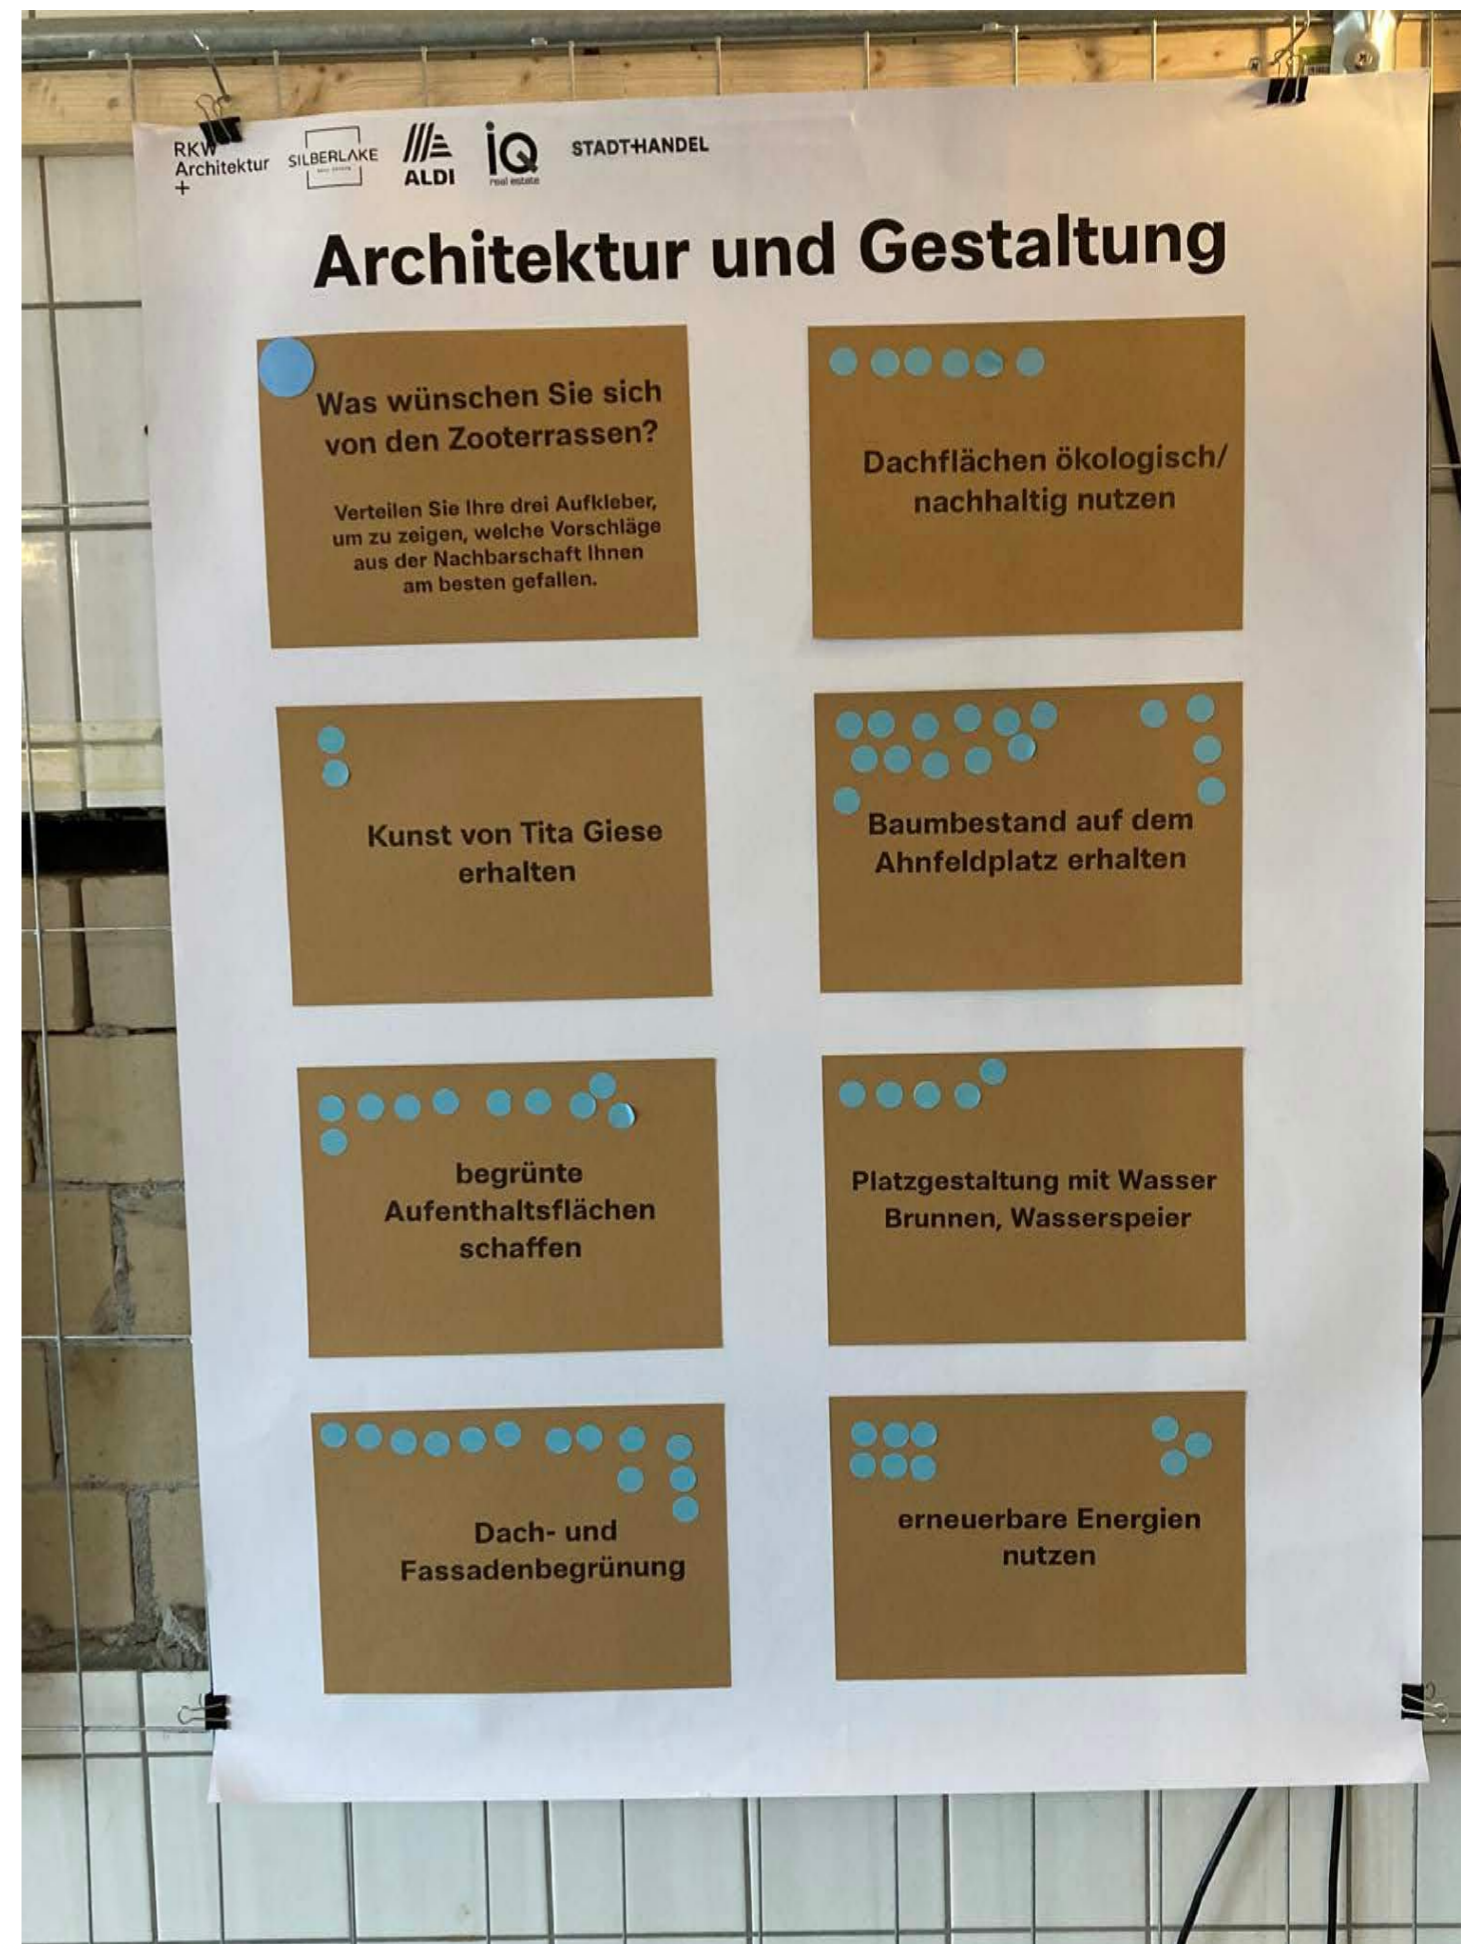 RKW
Architektur
+
SILBERLAKE
ALDI
iQ
real estate
STADT+HANDEL
Architektur und Gestaltung
Was wünschen Sie sich
von den Zooterrassen?
Verteilen Sie Ihre drei Aufkleber,
um zu zeigen, welche Vorschläge
aus der Nachbarschaft Ihnen
am besten gefallen.
Dachflächen ökologisch/
nachhaltig nutzen
Kunst von Tita Giese
erhalten
Baumbestand auf dem
Ahnfeldplatz erhalten
begrünte
Aufenthaltsflächen
schaffen
Platzgestaltung mit Wasser
Brunnen, Wasserspeier
Dach- und
Fassadenbegrünung
erneuerbare Energien
nutzen